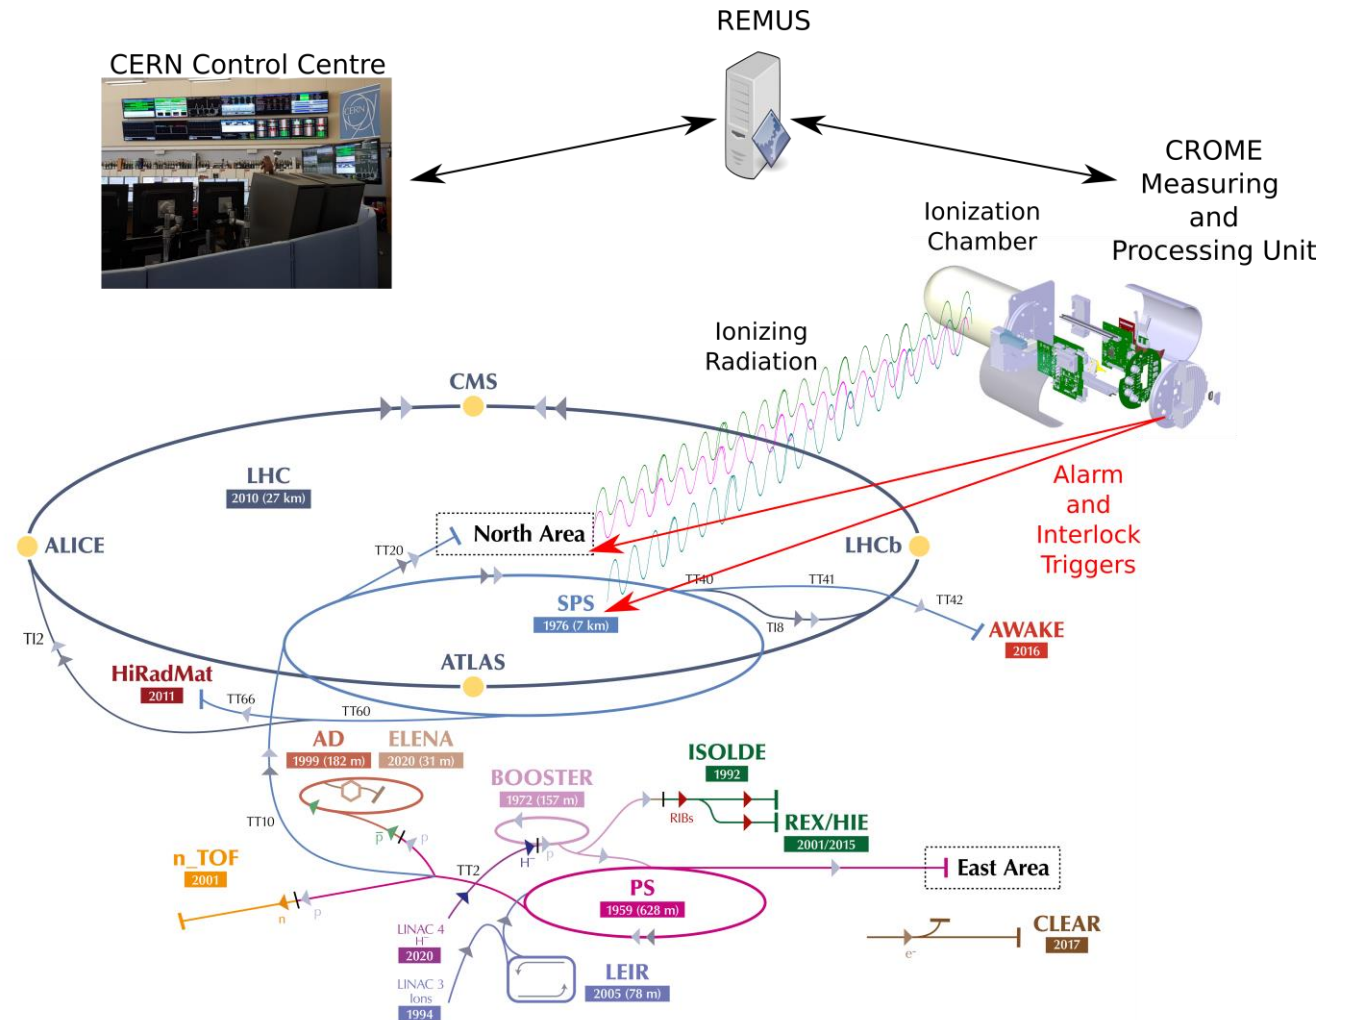 REMUS
CERN Control Centre
CERN
CROME
Measuring
and
Processing Unit
Ionization
Chamber
Ionizing
Radiation
Alarm
and
Interlock
Triggers
CMS
LHC
2010 (27 km)
ALICE
North Area
LHCb
TT20
TT40
TT41
TT42
SPS
1976 (7 km)
TI8
AWAKE
2016
TI2
ATLAS
HiRadMat
2011
TT66
TT60
AD
1999 (182 m)
ELENA
2020 (31 m)
ISOLDE
1992
BOOSTER
1972 (157 m)
RIBs
REX/HIE
2001/2015
TT10
p̅
p
H⁻
p
n_TOF
2001
TT2
East Area
n
p
PS
1959 (628 m)
LINAC 4
H⁻
2020
CLEAR
2017
e⁻
LINAC 3
Ions
1994
LEIR
2005 (78 m)